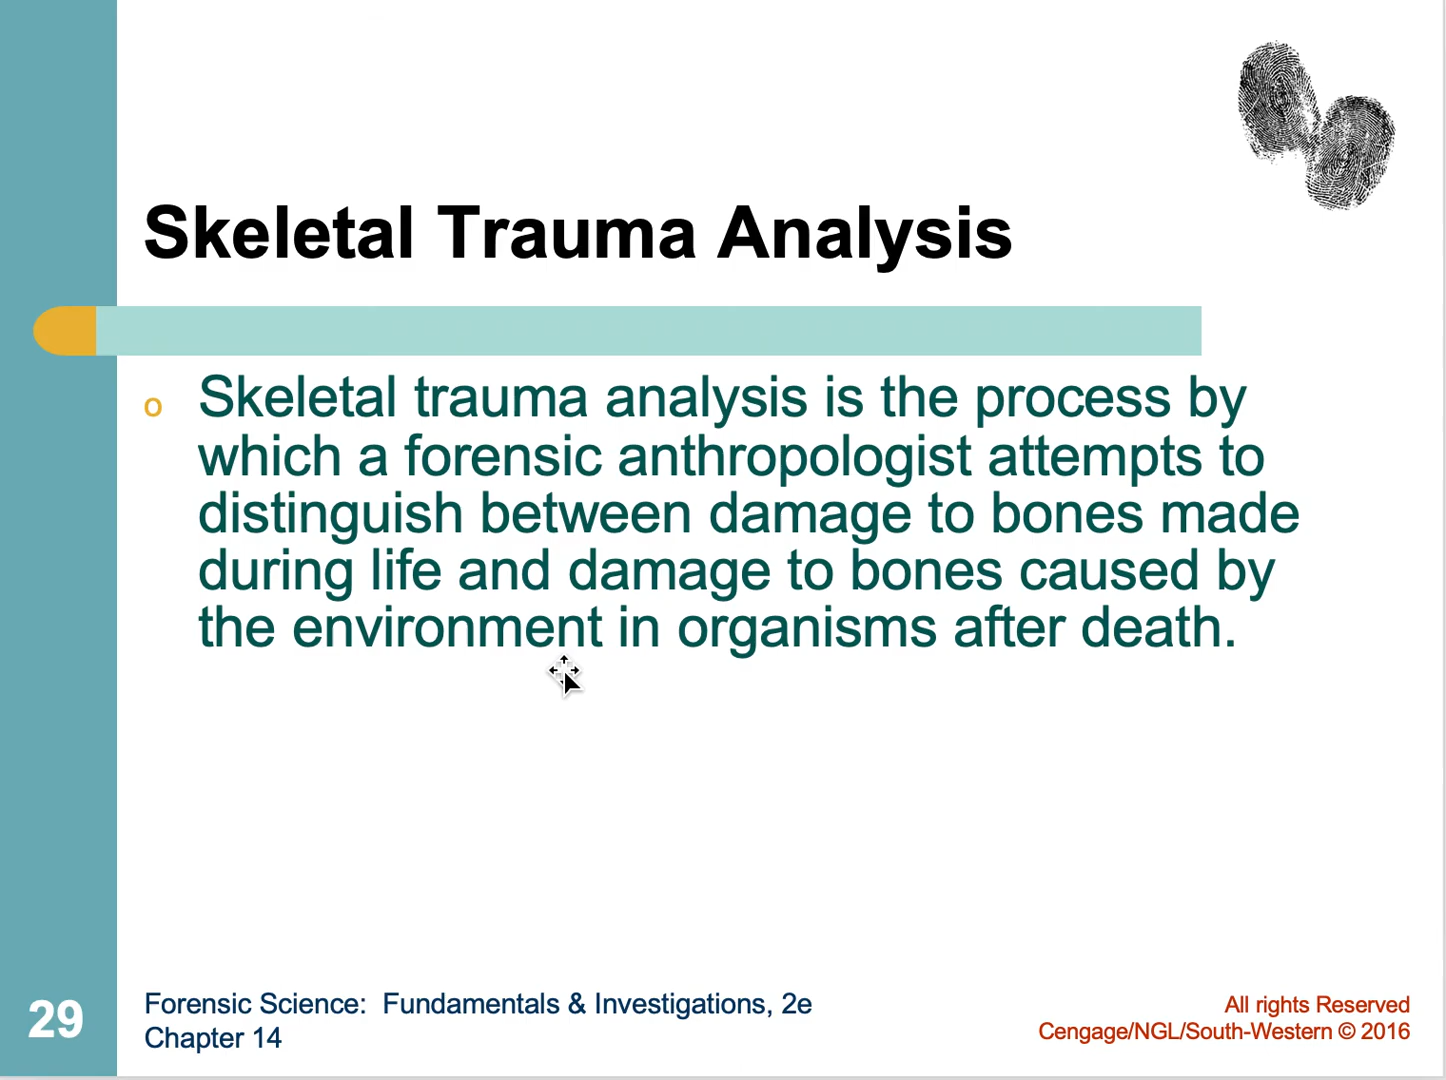 Skeletal Trauma Analysis
o Skeletal trauma analysis is the process by
which a forensic anthropologist attempts to
distinguish between damage to bones made
during life and damage to bones caused by
the environment in organisms after death.
29
Forensic Science:  Fundamentals & Investigations, 2e
Chapter 14
All rights Reserved
Cengage/NGL/South-Western © 2016